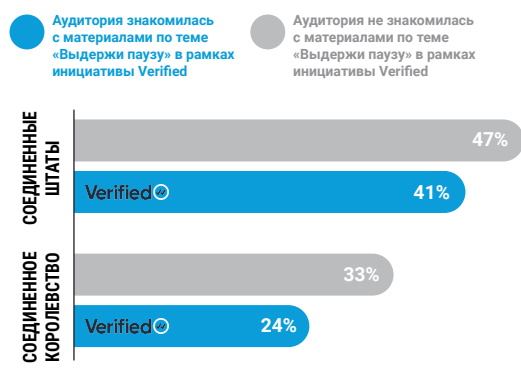 Аудитория знакомилась
с материалами по теме
«Выдержи паузу» в рамках
инициативы Verified
Аудитория не знакомилась
с материалами по теме
«Выдержи паузу» в рамках
инициативы Verified
СОЕДИНЕННЫЕ
ШТАТЫ
47%
Verified
41%
СОЕДИНЕННОЕ
КОРОЛЕВСТВО
33%
Verified
24%